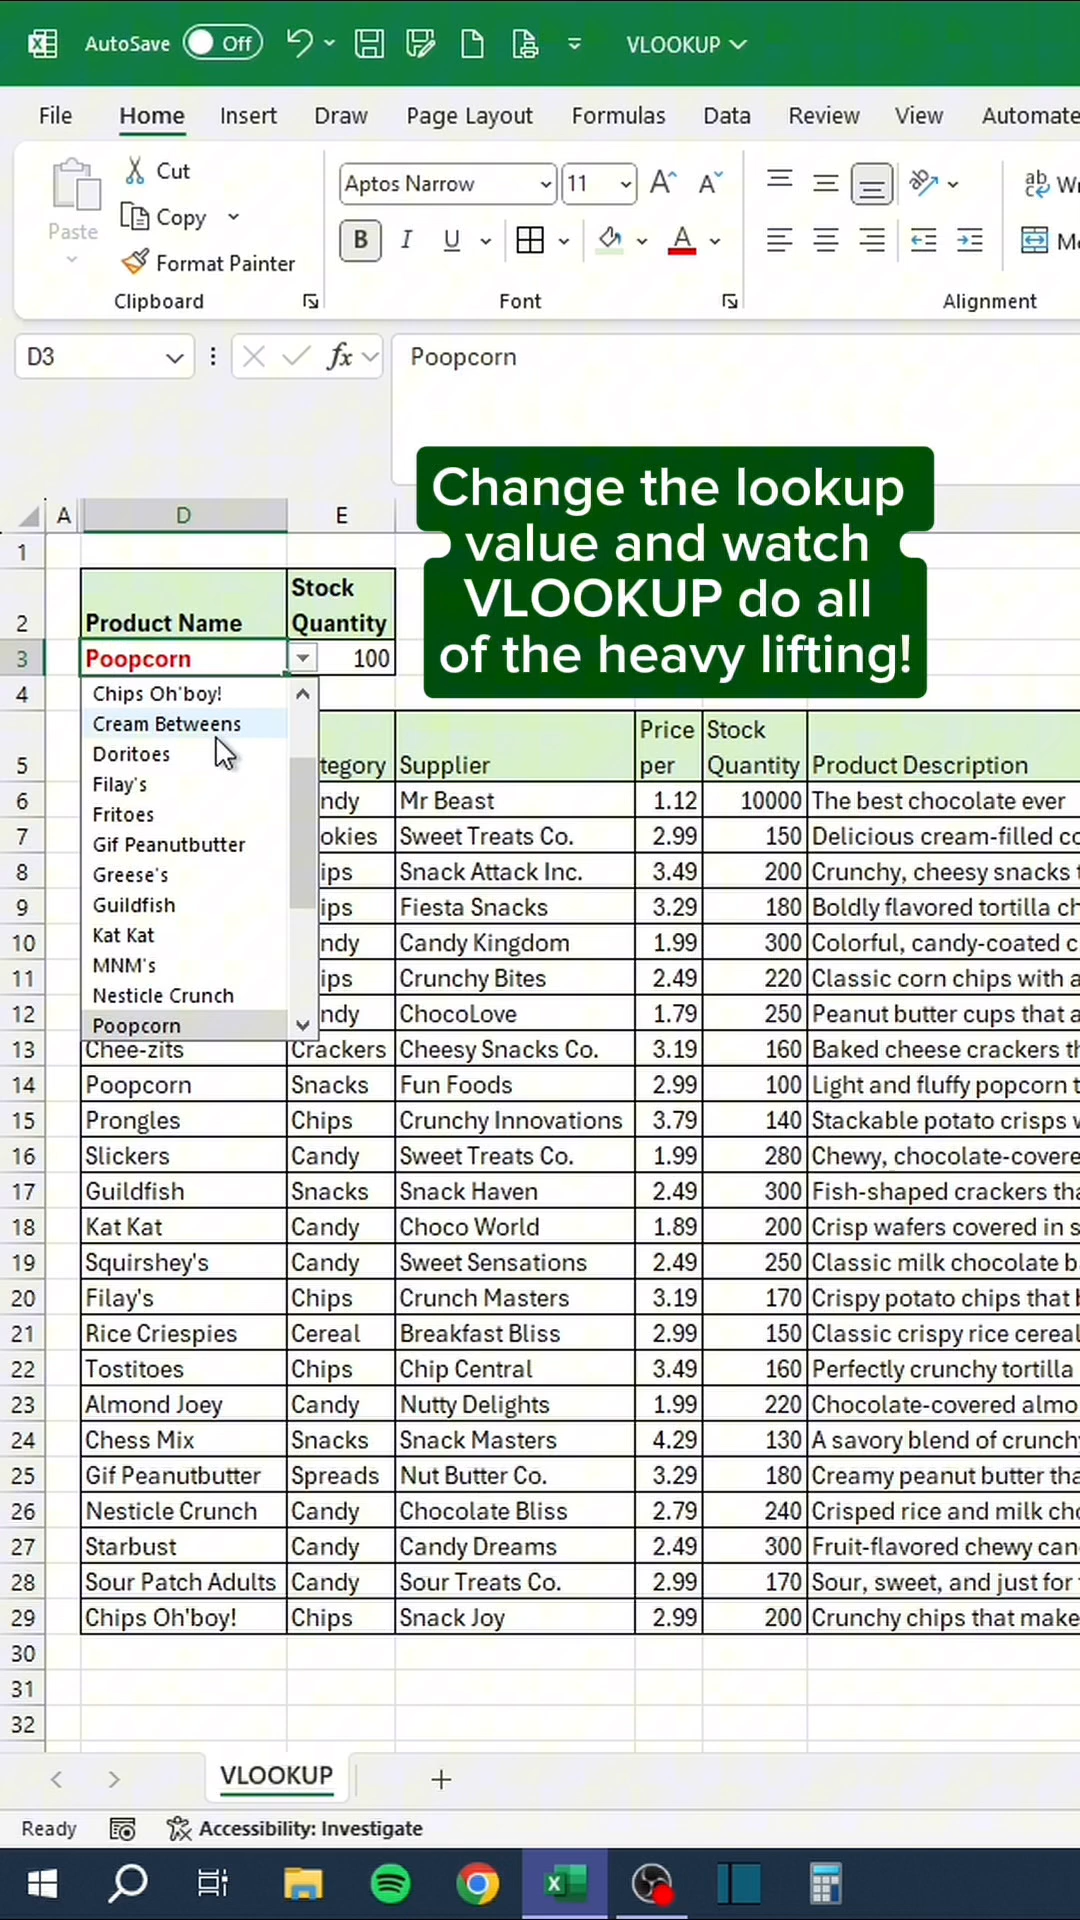 AutoSave Off VLOOKUP
File Home Insert Draw Page Layout Formulas Data Review View Automate
Paste
Cut
Copy
Format Painter
Clipboard
Aptos Narrow 11
B I U
Font
Alignment
D3 fx Poopcorn
Change the lookup
value and watch
VLOOKUP do all
of the heavy lifting!
A D E
1
2 Product Name Stock Quantity
3 Poopcorn 100
4
Chips Oh'boy!
Cream Betweens
Doritoes
Filay's
Fritoes
Gif Peanutbutter
Greese's
Guildfish
Kat Kat
MNM's
Nesticle Crunch
Poopcorn
5 tegory Supplier Price per Stock Quantity Product Description
6 ndy Mr Beast 1.12 10000 The best chocolate ever
7 okies Sweet Treats Co. 2.99 150 Delicious cream-filled co
8 ips Snack Attack Inc. 3.49 200 Crunchy, cheesy snacks t
9 ips Fiesta Snacks 3.29 180 Boldly flavored tortilla ch
10 ndy Candy Kingdom 1.99 300 Colorful, candy-coated c
11 ips Crunchy Bites 2.49 220 Classic corn chips with a
12 ndy ChocoLove 1.79 250 Peanut butter cups that a
13 Chee-zits Crackers Cheesy Snacks Co. 3.19 160 Baked cheese crackers th
14 Poopcorn Snacks Fun Foods 2.99 100 Light and fluffy popcorn t
15 Prongles Chips Crunchy Innovations 3.79 140 Stackable potato crisps w
16 Slickers Candy Sweet Treats Co. 1.99 280 Chewy, chocolate-covere
17 Guildfish Snacks Snack Haven 2.49 300 Fish-shaped crackers tha
18 Kat Kat Candy Choco World 1.89 200 Crisp wafers covered in s
19 Squirshey's Candy Sweet Sensations 2.49 250 Classic milk chocolate b
20 Filay's Chips Crunch Masters 3.19 170 Crispy potato chips that b
21 Rice Criespies Cereal Breakfast Bliss 2.99 150 Classic crispy rice cereal
22 Tostitoes Chips Chip Central 3.49 160 Perfectly crunchy tortilla
23 Almond Joey Candy Nutty Delights 1.99 220 Chocolate-covered almo
24 Chess Mix Snacks Snack Masters 4.29 130 A savory blend of crunch
25 Gif Peanutbutter Spreads Nut Butter Co. 3.29 180 Creamy peanut butter tha
26 Nesticle Crunch Candy Chocolate Bliss 2.79 240 Crisped rice and milk cho
27 Starbust Candy Candy Dreams 2.49 300 Fruit-flavored chewy can
28 Sour Patch Adults Candy Sour Treats Co. 2.99 170 Sour, sweet, and just for
29 Chips Oh'boy! Chips Snack Joy 2.99 200 Crunchy chips that make
30
31
32
VLOOKUP
Ready Accessibility: Investigate